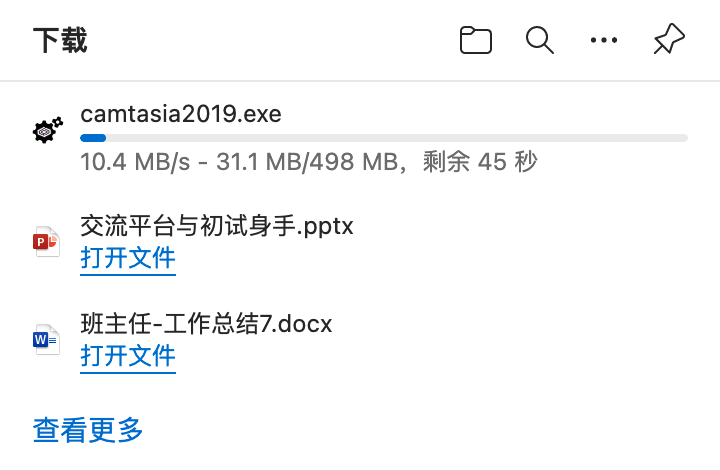 下载
camtasia2019.exe
10.4 MB/s - 31.1 MB/498 MB，剩余 45 秒
交流平台与初试身手.pptx
P
打开文件
班主任-工作总结7.docx
W
打开文件
查看更多